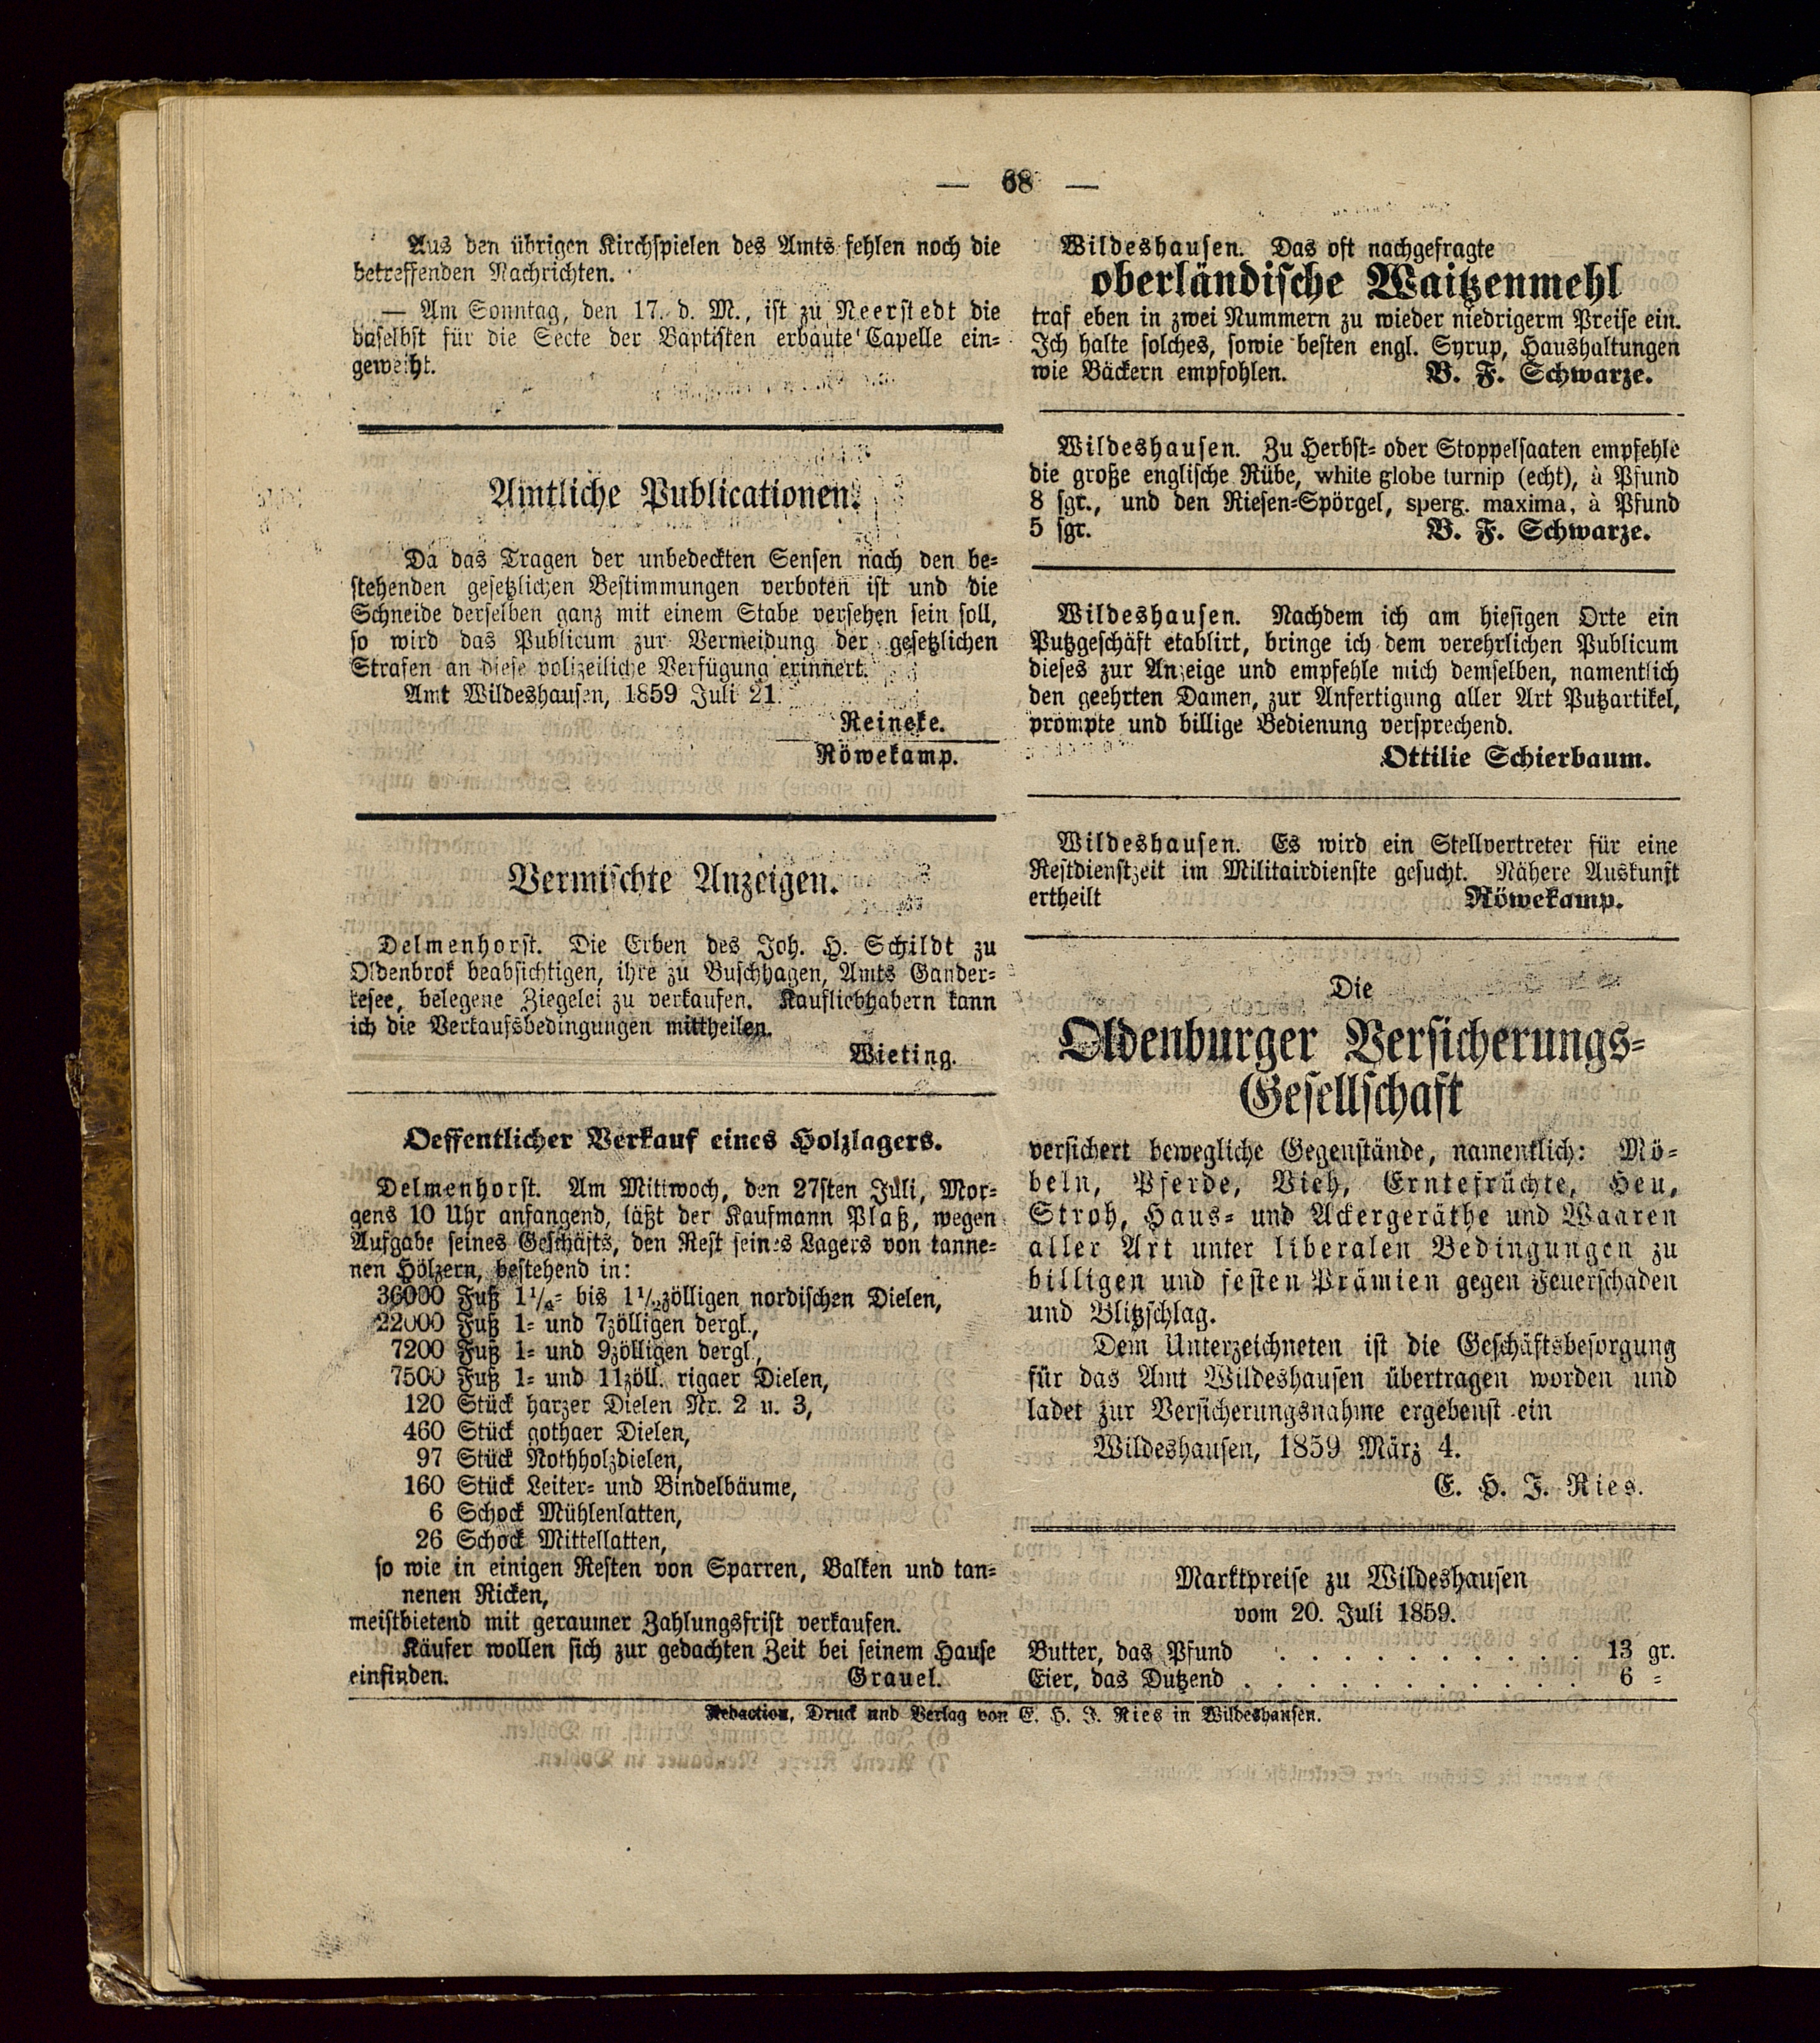 — 68 —
Aus den übrigen Kirchspielen des Amts fehlen noch die
betreffenden Nachrichten.
— Am Sonntag, den 17. d. M., ist zu Neerstedt die
daselbst für die Secte der Baptisten erbaute Capelle ein-
geweiht.
Amtliche Publicationen.
Da das Tragen der unbedeckten Sensen nach den be-
stehenden gesetzlichen Bestimmungen verboten ist und die
Schneide derselben ganz mit einem Stabe versehen sein soll,
so wird das Publicum zur Vermeidung der gesetzlichen
Strafen an diese polizeiliche Verfügung erinnert.
Amt Wildeshausen, 1859 Juli 21.
Reineke.
Röwekamp.
Vermischte Anzeigen.
Delmenhorst. Die Erben des Joh. H. Schildt zu
Oldenbrok beabsichtigen, ihre zu Buschhagen, Amts Gander-
kesee, belegene Ziegelei zu verkaufen. Kaufliebhabern kann
ich die Verkaufsbedingungen mittheilen.
Wieting.
Oeffentlicher Verkauf eines Holzlagers.
Delmenhorst. Am Mittwoch, den 27sten Juli, Mor-
gens 10 Uhr anfangend, läßt der Kaufmann Plaß, wegen
Aufgabe seines Geschäfts, den Rest seines Lagers von tanne-
nen Hölzern, bestehend in:
36000 Fuß bis zölligen nordischen Dielen,
22000 Fuß 1- und 7zölligen dergl.,
7200 Fuß 1- und 9zölligen dergl.,
7500 Fuß 1- und 11zöll. rigaer Dielen,
120 Stück harzer Dielen Nr. 2 u. 3,
460 Stück gothaer Dielen,
97 Stück Nothholzdielen,
160 Stück Leiter- und Bindelbäume,
6 Schock Mühlenlatten,
26 Schock Mittellatten,
so wie in einigen Resten von Sparren, Balken und tan-
nenen Ricken,
meistbietend mit geraumer Zahlungsfrist verkaufen.
Käufer wollen sich zur gedachten Zeit bei seinem Hause
einfinden. Grauel.
Wildeshausen. Das oft nachgefragte
oberländische Waitzenmehl
traf eben in zwei Nummern zu wieder niedrigerm Preise ein.
Ich halte solches, sowie besten engl. Syrup, Haushaltungen
wie Bäckern empfohlen. B. F. Schwarze.
Wildeshausen. Zu Herbst- oder Stoppelsaaten empfehle
die große englische Rübe, white globe turnip (echt), à Pfund
8 sgr., und den Riesen-Spörgel, sperg. maxima, à Pfund
5 sgr. B. F. Schwarze.
Wildeshausen. Nachdem ich am hiesigen Orte ein
Putzgeschäft etablirt, bringe ich dem verehrlichen Publicum
dieses zur Anzeige und empfehle mich demselben, namentlich
den geehrten Damen, zur Anfertigung aller Art Putzartikel,
prompte und billige Bedienung versprechend.
Ottilie Schierbaum.
Wildeshausen. Es wird ein Stellvertreter für eine
Restdienstzeit im Militairdienste gesucht. Nähere Auskunft
ertheilt Röwekamp.
Die
Oldenburger Versicherungs-
Gesellschaft
versichert bewegliche Gegenstände, namentlich: Mö-
beln, Pferde, Vieh, Erntefrüchte, Heu,
Stroh, Haus- und Ackergeräthe und Waaren
aller Art unter liberalen Bedingungen zu
billigen und festen Prämien gegen Feuerschaden
und Blitzschlag.
Dem Unterzeichneten ist die Geschäftsbesorgung
für das Amt Wildeshausen übertragen worden und
ladet zur Versicherungsnahme ergebenst ein
Wildeshausen, 1859 März 4.
E. H. J. Ries.
Marktpreise zu Wildeshausen
vom 20. Juli 1859.
Butter, das Pfund . . . . . . . . . . . 13 gr.
Eier, das Dutzend . . . . . . . . . . . 6 =
Redaction, Druck und Verlag von E. H. J. Ries in Wildeshausen.